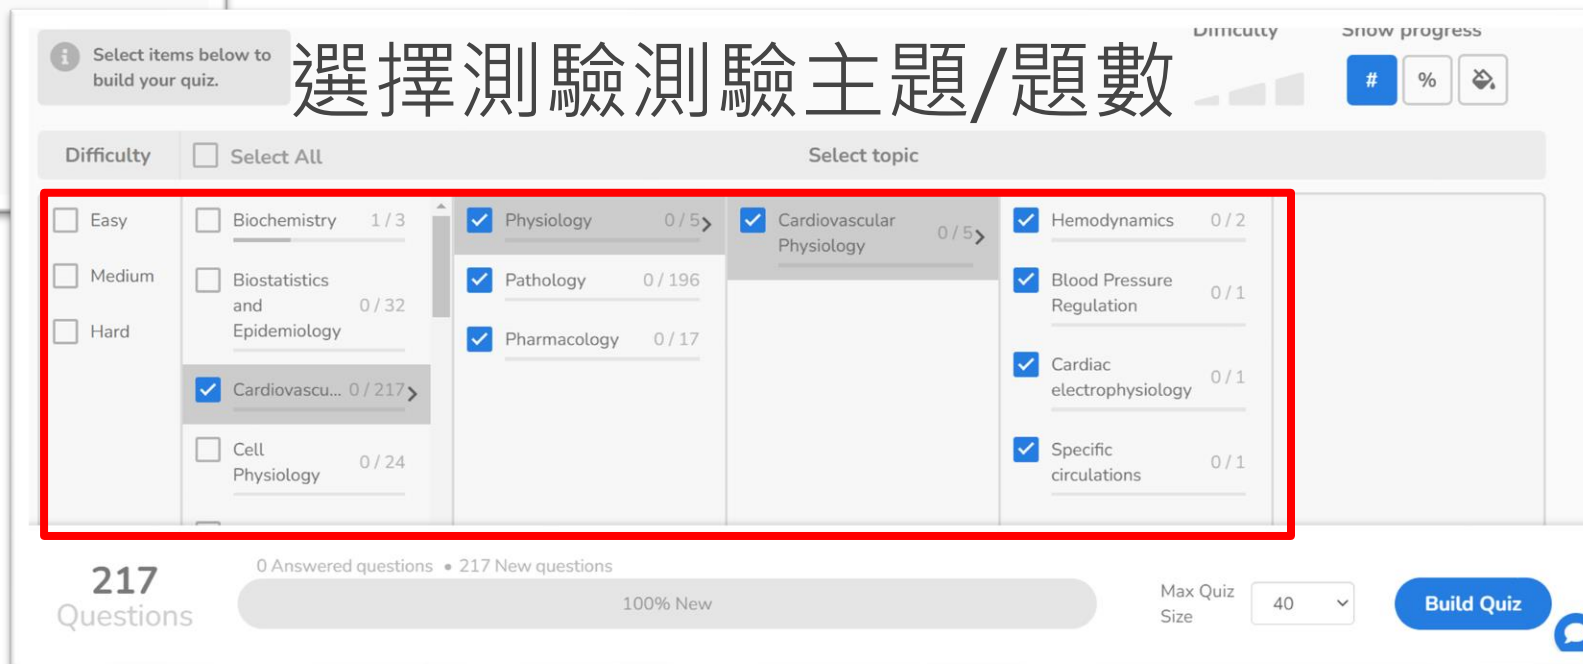 Select items below to
build your quiz.
選擇測驗測驗主題/題數
Difficulty
Show progress
#
%
Difficulty
Select All
Select topic
Easy
Medium
Hard
Biochemistry 1 / 3
Biostatistics
and 0 / 32
Epidemiology
Cardiovascu... 0 / 217
Cell
Physiology 0 / 24
Physiology 0 / 5
Pathology 0 / 196
Pharmacology 0 / 17
Cardiovascular
Physiology 0 / 5
Hemodynamics 0 / 2
Blood Pressure
Regulation 0 / 1
Cardiac
electrophysiology 0 / 1
Specific
circulations 0 / 1
217
Questions
0 Answered questions • 217 New questions
100% New
Max Quiz
Size
40
Build Quiz